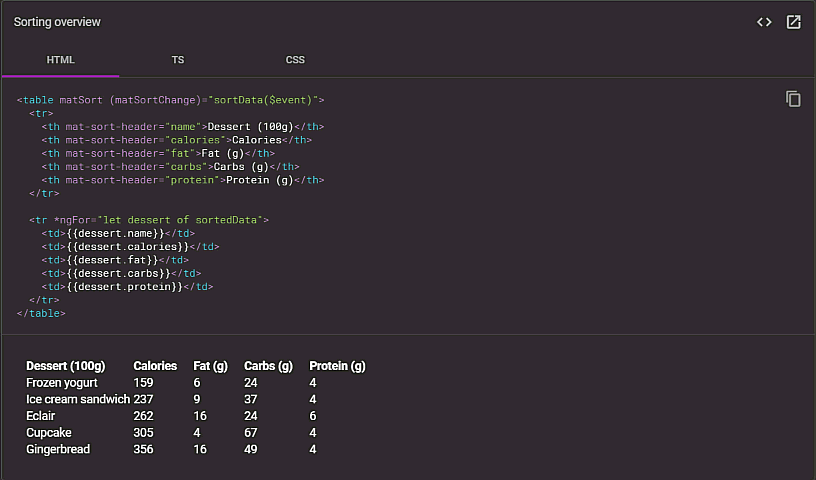 Sorting overview
HTML TS CSS
<table matSort (matSortChange)="sortData($event)">
  <tr>
    <th mat-sort-header="name">Dessert (100g)</th>
    <th mat-sort-header="calories">Calories</th>
    <th mat-sort-header="fat">Fat (g)</th>
    <th mat-sort-header="carbs">Carbs (g)</th>
    <th mat-sort-header="protein">Protein (g)</th>
  </tr>

  <tr *ngFor="let dessert of sortedData">
    <td>{{dessert.name}}</td>
    <td>{{dessert.calories}}</td>
    <td>{{dessert.fat}}</td>
    <td>{{dessert.carbs}}</td>
    <td>{{dessert.protein}}</td>
  </tr>
</table>
Dessert (100g) Calories Fat (g) Carbs (g) Protein (g)
Frozen yogurt 159 6 24 4
Ice cream sandwich 237 9 37 4
Eclair 262 16 24 6
Cupcake 305 4 67 4
Gingerbread 356 16 49 4